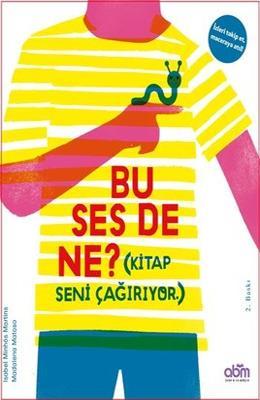 İzleri takip et,
maceraya atıl!
BU
SES DE
NE? (KİTAP
SENİ ÇAĞIRIYOR.)
Isabel Minhós Martins
Madalena Matoso
2. Baskı
abm